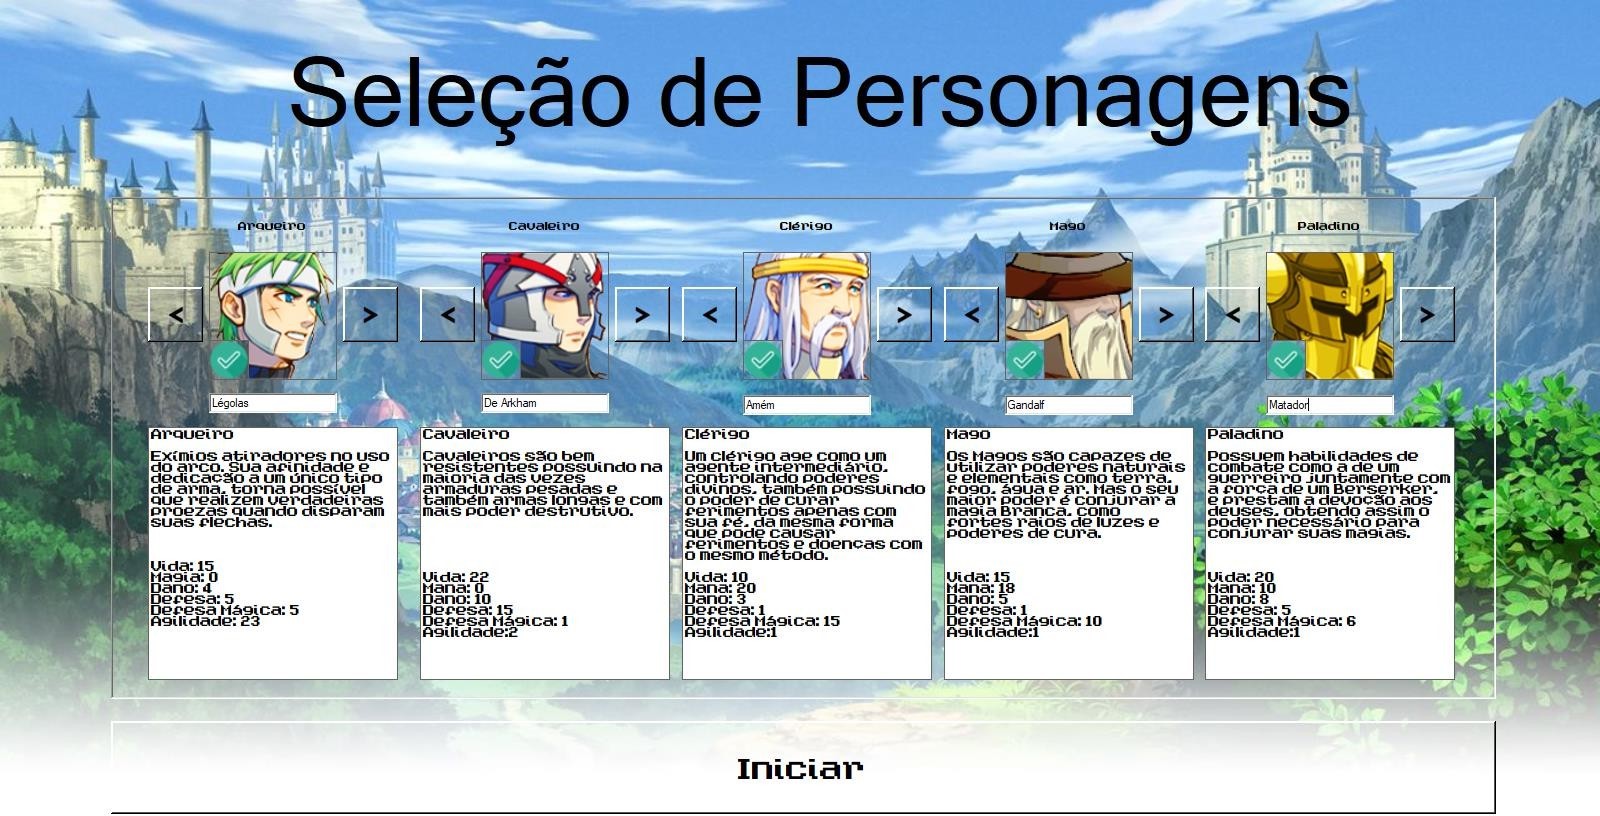 Seleção de Personagens
Arqueiro
Cavaleiro
Clérigo
Mago
Paladino
<
>
<
>
<
>
<
>
<
>
Légolas
De Arkham
Amém
Gandalf
Matador
Arqueiro
Exímios atiradores no uso
do arco. Sua afinidade e
dedicação a um único tipo
de arma, torna possível
que realizem verdadeiras
proezas quando disparam
suas flechas.
Vida: 15
Magia: 0
Dano: 4
Defesa: 5
Defesa Mágica: 5
Agilidade: 23
Cavaleiro
Cavaleiros são bem
resistentes possuindo na
maioria das vezes
armaduras pesadas e
também armas longas e com
mais poder destrutivo.
Vida: 22
Mana: 0
Dano: 10
Defesa: 15
Defesa Mágica: 1
Agilidade:2
Clérigo
Um Clérigo age como um
agente intermediário,
controlando poderes
divinos, também possuindo
o poder de curar
ferimentos apenas com
sua fé, da mesma forma
que pode causar
ferimentos e doenças com
o mesmo método.
Vida: 10
Mana: 20
Dano: 3
Defesa: 1
Defesa Mágica: 15
Agilidade:1
Mago
Os Magos são capazes de
utilizar poderes naturais
e elementais como terra,
fogo, água e ar. Mas o seu
maior poder é conjurar a
magia Branca, como
fortes raios de luzes e
poderes de cura.
Vida: 15
Mana: 18
Dano: 5
Defesa: 1
Defesa Mágica: 10
Agilidade:1
Paladino
Possuem habilidades de
combate como a de um
guerreiro juntamente com
a força de um Berserker,
e prestam a devoção aos
deuses, obtendo assim o
poder necessário para
conjurar suas magias.
Vida: 20
Mana: 10
Dano: 8
Defesa: 5
Defesa Mágica: 6
Agilidade:1
Iniciar